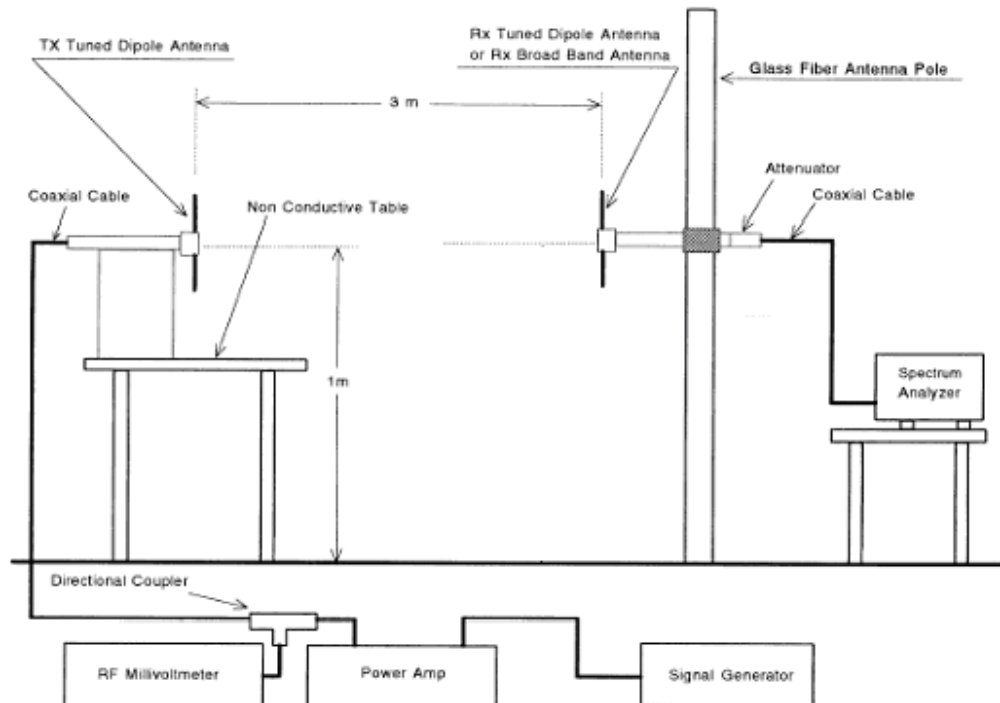 TX Tuned Dipole Antenna
Rx Tuned Dipole Antenna
or Rx Broad Band Antenna
Glass Fiber Antenna Pole
3 m
Attenuator
Coaxial Cable
Coaxial Cable
Non Conductive Table
1m
Spectrum
Analyzer
Directional Coupler
RF Millivoltmeter
Power Amp
Signal Generator